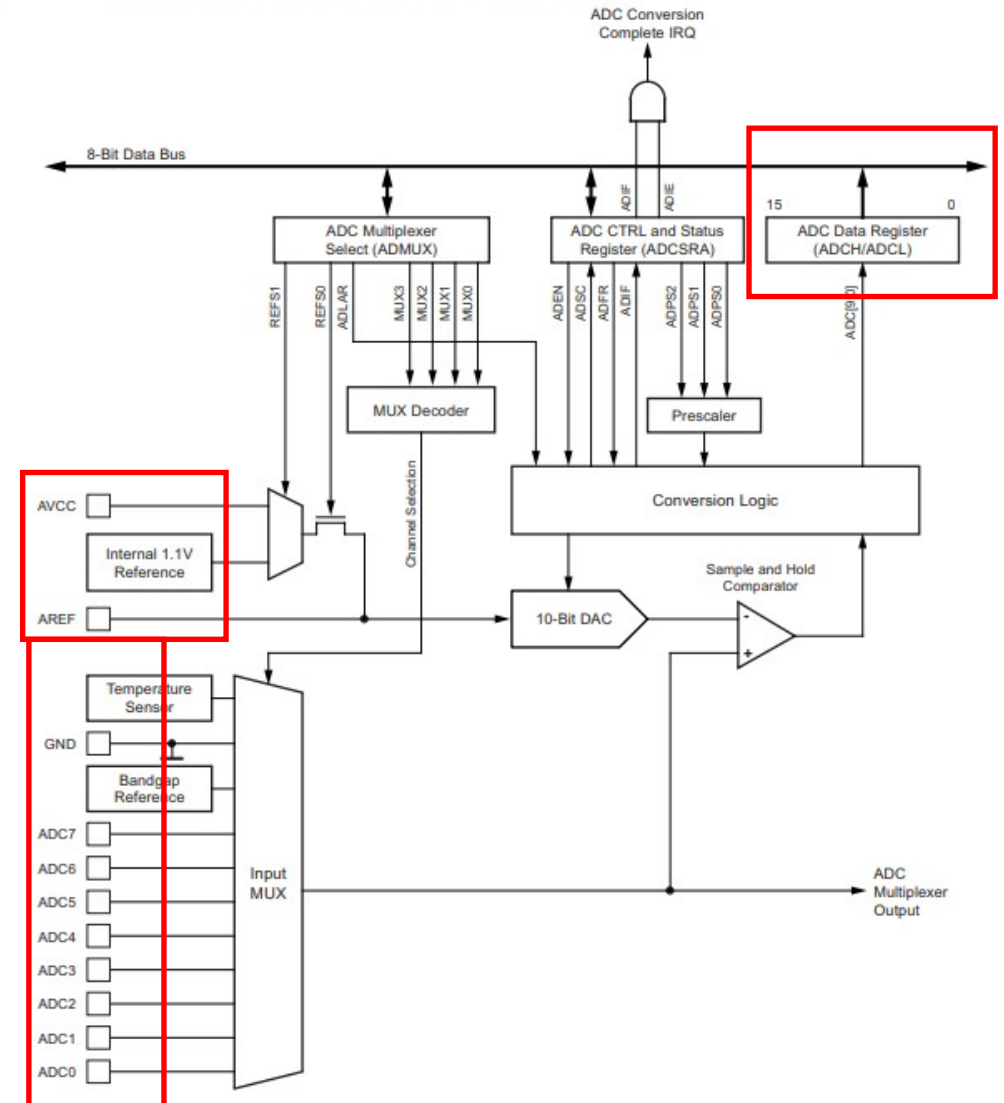 ADC Conversion
Complete IRQ
8-Bit Data Bus
ADIF
ADIE
15
0
ADC Multiplexer
Select (ADMUX)
ADC CTRL and Status
Register (ADCSRA)
ADC Data Register
(ADCH/ADCL)
REFS1
REFS0
ADLAR
MUX3
MUX2
MUX1
MUX0
ADEN
ADSC
ADFR
ADIF
ADPS2
ADPS1
ADPS0
ADC[9:0]
MUX Decoder
Prescaler
Channel Selection
Conversion Logic
AVCC
Internal 1.1V
Reference
AREF
Sample and Hold
Comparator
10-Bit DAC
-
+
Temperature
Sensor
GND
Bandgap
Reference
ADC7
ADC6
ADC5
ADC4
ADC3
ADC2
ADC1
ADC0
Input
MUX
ADC
Multiplexer
Output